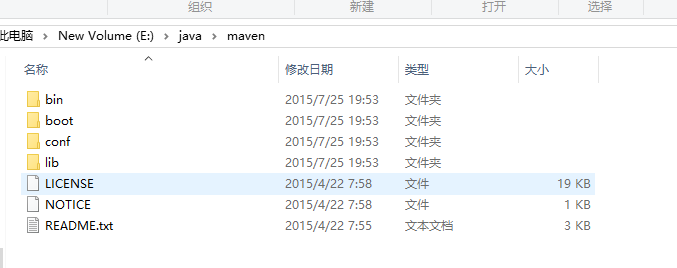 组织 新建 打开 选择
此电脑 New Volume (E:) java maven
名称 修改日期 类型 大小
bin 2015/7/25 19:53 文件夹
boot 2015/7/25 19:53 文件夹
conf 2015/7/25 19:53 文件夹
lib 2015/7/25 19:53 文件夹
LICENSE 2015/4/22 7:58 文件 19 KB
NOTICE 2015/4/22 7:58 文件 1 KB
README.txt 2015/4/22 7:55 文本文档 3 KB